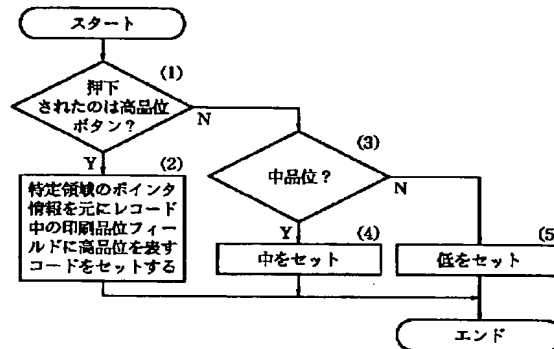 スタート
(1)
押下
されたのは高品位
ボタン?
N
Y
(2)
特定領域のポインタ
情報を元にレコード
中の印刷品位フィー
ルドに高品位を表す
コードをセットする
(3)
中品位?
N
Y
(4)
中をセット
(5)
低をセット
エンド